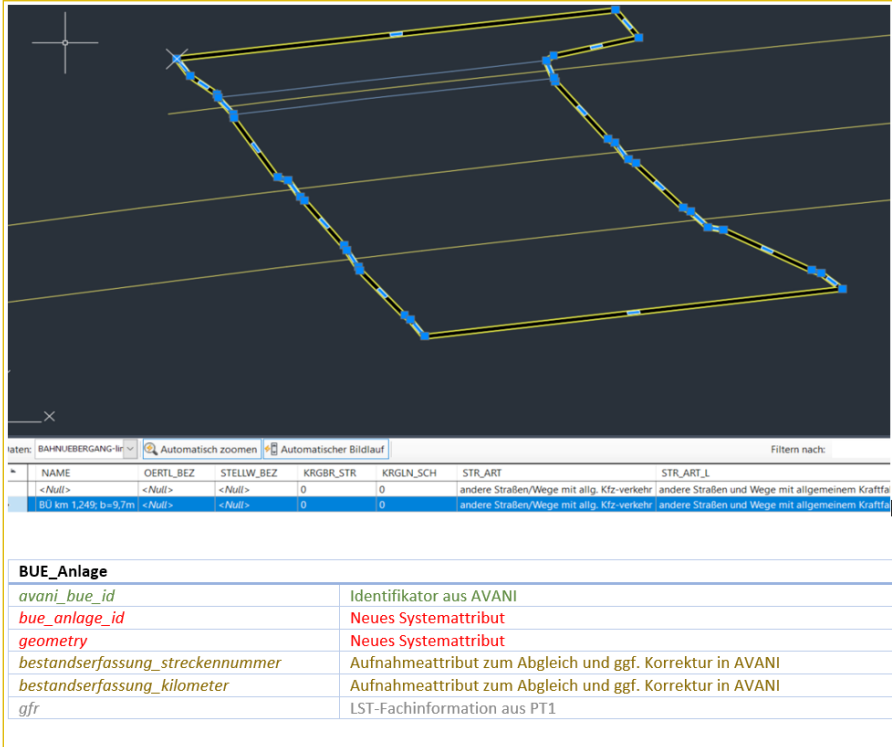 Daten: BAHNUEBERGANG-lir Automatisch zoomen Automatischer Bildlauf Filtern nach:
NAME OERTL_BEZ STELLW_BEZ KRGBR_STR KRGLN_SCH STR_ART STR_ART_L
<Null> <Null> <Null> 0 0 andere Straßen/Wege mit allg. Kfz-verkehr andere Straßen und Wege mit allgemeinem Kraftfa
BÜ km 1,249; b=9,7m <Null> <Null> 0 0 andere Straßen/Wege mit allg. Kfz-verkehr andere Straßen und Wege mit allgemeinem Kraftfa
BUE_Anlage
avani_bue_id Identifikator aus AVANI
bue_anlage_id Neues Systemattribut
geometry Neues Systemattribut
bestandserfassung_streckennummer Aufnahmeattribut zum Abgleich und ggf. Korrektur in AVANI
bestandserfassung_kilometer Aufnahmeattribut zum Abgleich und ggf. Korrektur in AVANI
gfr LST-Fachinformation aus PT1